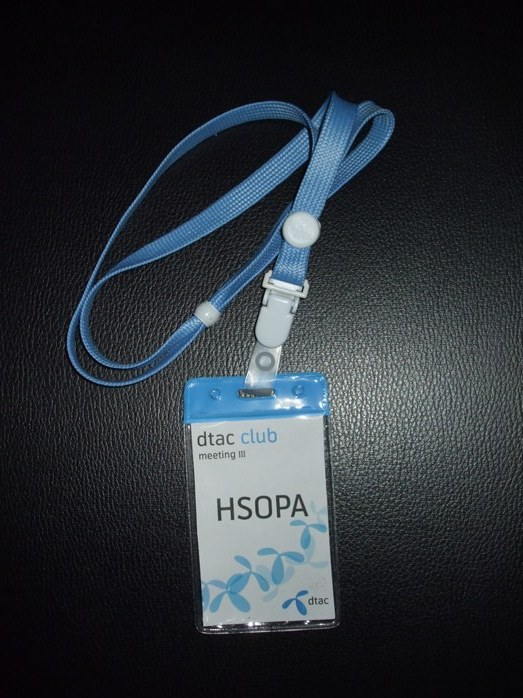 dtac club
meeting III
HSOPA
dtac